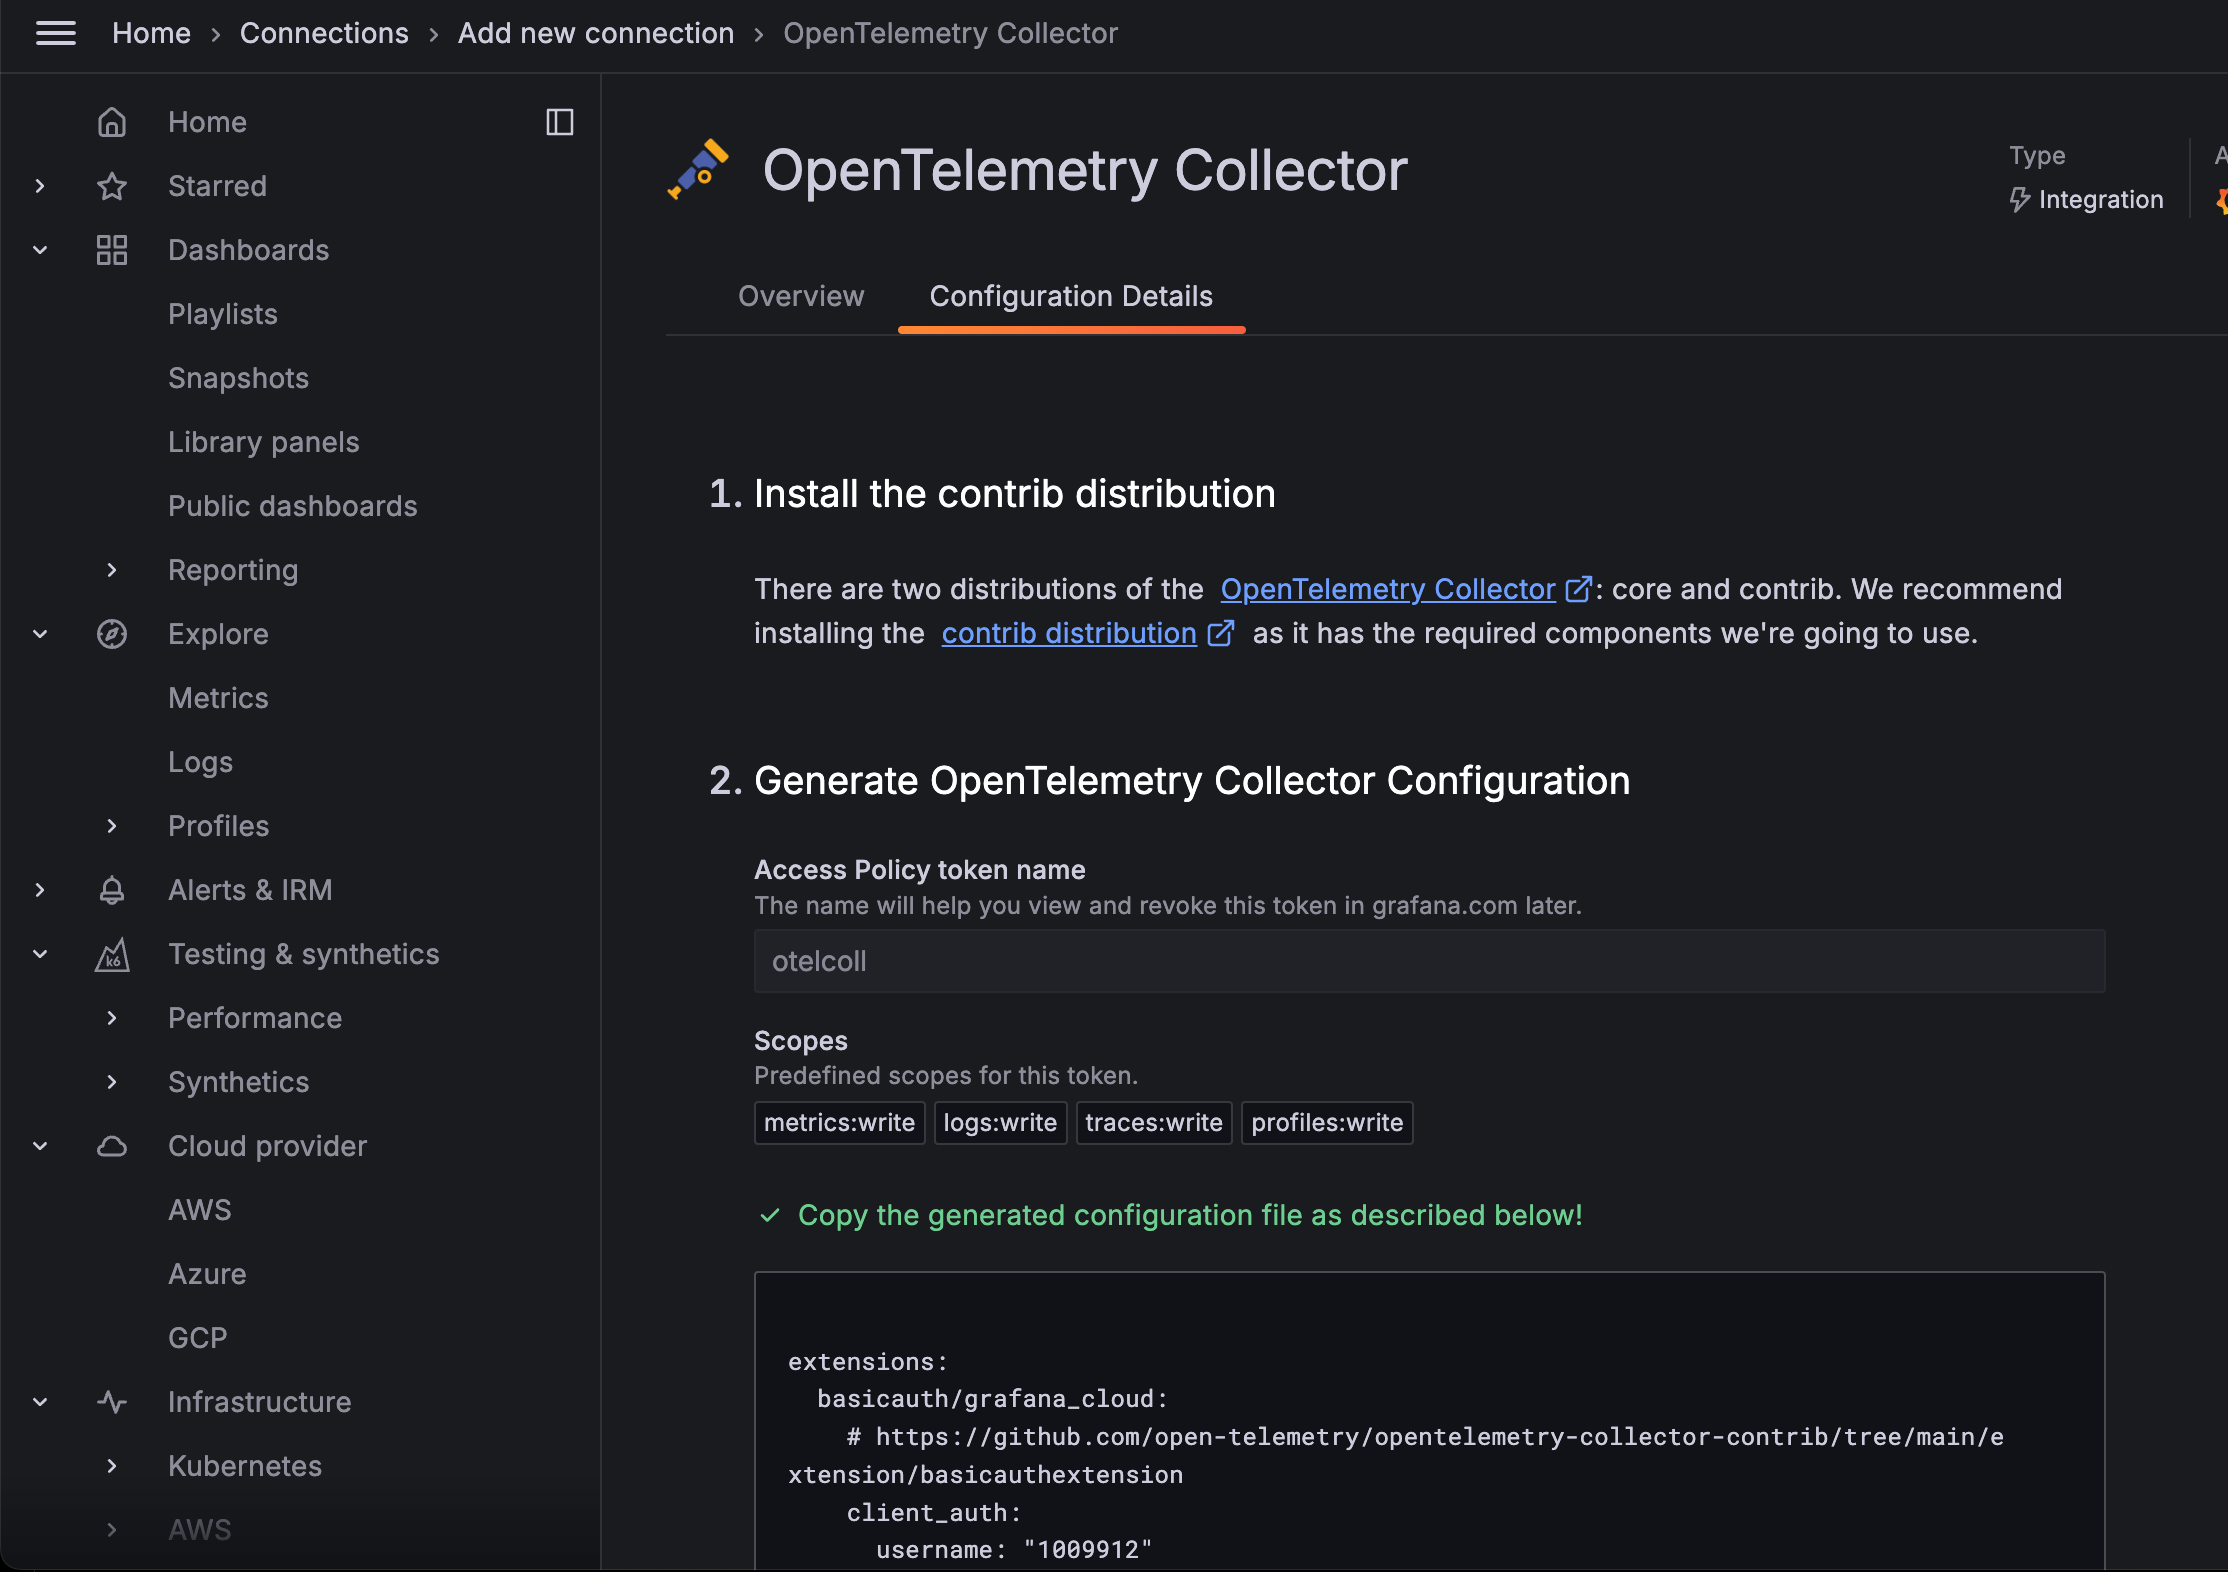 Home › Connections › Add new connection › OpenTelemetry Collector
Home
Starred
Dashboards
Playlists
Snapshots
Library panels
Public dashboards
Reporting
Explore
Metrics
Logs
Profiles
Alerts & IRM
k6
Testing & synthetics
Performance
Synthetics
Cloud provider
AWS
Azure
GCP
Infrastructure
Kubernetes
AWS
OpenTelemetry Collector
Type
Integration
Overview
Configuration Details
1. Install the contrib distribution
There are two distributions of the OpenTelemetry Collector: core and contrib. We recommend
installing the contrib distribution as it has the required components we're going to use.
2. Generate OpenTelemetry Collector Configuration
Access Policy token name
The name will help you view and revoke this token in grafana.com later.
otelcoll
Scopes
Predefined scopes for this token.
metrics:write logs:write traces:write profiles:write
Copy the generated configuration file as described below!
extensions:
basicauth/grafana_cloud:
# https://github.com/open-telemetry/opentelemetry-collector-contrib/tree/main/e
xtension/basicauthextension
client_auth:
username: "1009912"